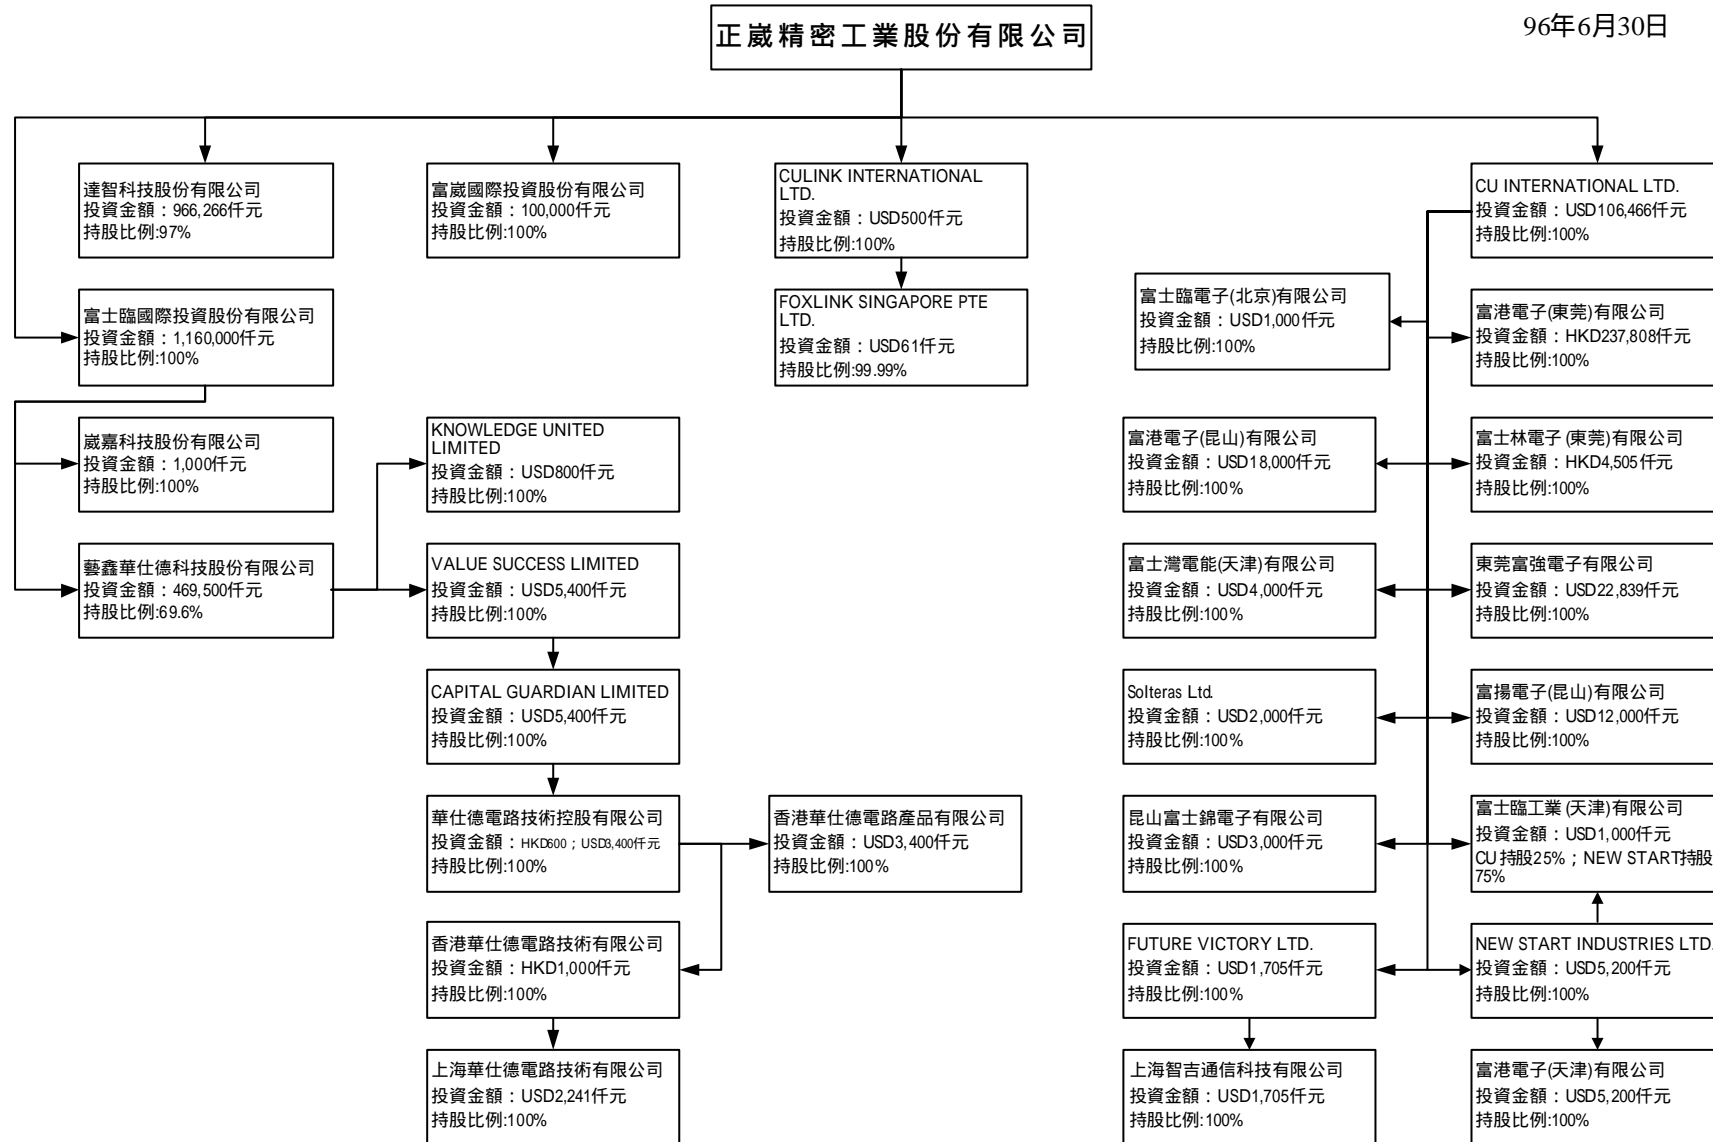 正崴精密工業股份有限公司
96年6月30日
達智科技股份有限公司
投資金額：966,266仟元
持股比例:97%
富崴國際投資股份有限公司
投資金額：100,000仟元
持股比例:100%
CULINK INTERNATIONAL
LTD.
投資金額：USD500仟元
持股比例:100%
CU INTERNATIONAL LTD.
投資金額：USD106,466仟元
持股比例:100%
富士臨國際投資股份有限公司
投資金額：1,160,000仟元
持股比例:100%
FOXLINK SINGAPORE PTE
LTD.
投資金額：USD61仟元
持股比例:99.99%
富士臨電子(北京)有限公司
投資金額：USD1,000仟元
持股比例:100%
富港電子(東莞)有限公司
投資金額：HKD237,808仟元
持股比例:100%
崴嘉科技股份有限公司
投資金額：1,000仟元
持股比例:100%
KNOWLEDGE UNITED
LIMITED
投資金額：USD800仟元
持股比例:100%
富港電子(昆山)有限公司
投資金額：USD18,000仟元
持股比例:100%
富士林電子(東莞)有限公司
投資金額：HKD4,505仟元
持股比例:100%
藝鑫華仕德科技股份有限公司
投資金額：469,500仟元
持股比例:69.6%
VALUE SUCCESS LIMITED
投資金額：USD5,400仟元
持股比例:100%
富士灣電能(天津)有限公司
投資金額：USD4,000仟元
持股比例:100%
東莞富強電子有限公司
投資金額：USD22,839仟元
持股比例:100%
CAPITAL GUARDIAN LIMITED
投資金額：USD5,400仟元
持股比例:100%
Solteras Ltd.
投資金額：USD2,000仟元
持股比例:100%
富揚電子(昆山)有限公司
投資金額：USD12,000仟元
持股比例:100%
華仕德電路技術控股有限公司
投資金額：HKD600；USD3,400仟元
持股比例:100%
香港華仕德電路產品有限公司
投資金額：USD3,400仟元
持股比例:100%
昆山富士錦電子有限公司
投資金額：USD3,000仟元
持股比例:100%
富士臨工業(天津)有限公司
投資金額：USD1,000仟元
CU持股25%；NEW START持股
75%
香港華仕德電路技術有限公司
投資金額：HKD1,000仟元
持股比例:100%
FUTURE VICTORY LTD.
投資金額：USD1,705仟元
持股比例:100%
NEW START INDUSTRIES LTD.
投資金額：USD5,200仟元
持股比例:100%
上海華仕德電路技術有限公司
投資金額：USD2,241仟元
持股比例:100%
上海智吉通信科技有限公司
投資金額：USD1,705仟元
持股比例:100%
富港電子(天津)有限公司
投資金額：USD5,200仟元
持股比例:100%